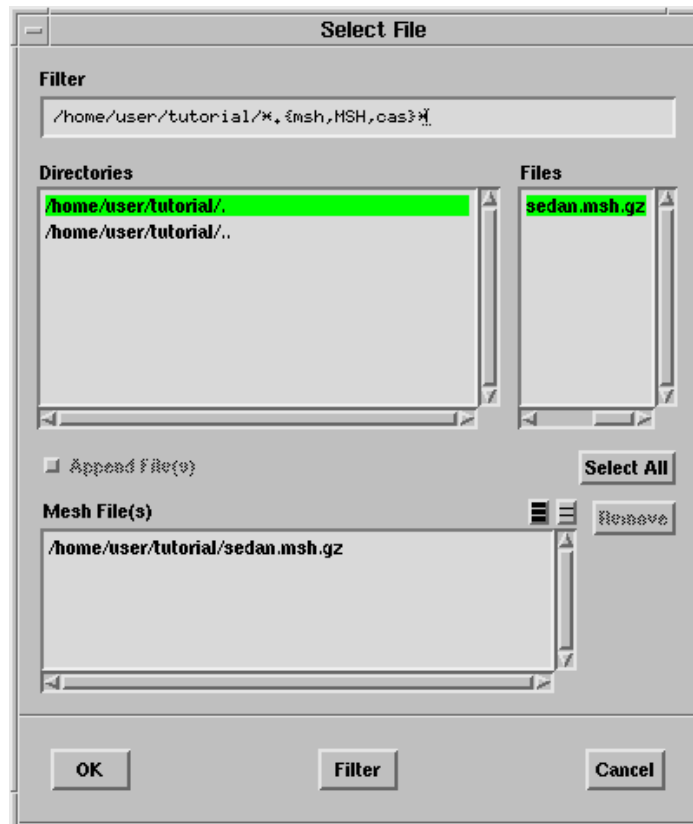 Select File
Filter
/home/user/tutorial/*.{msh,MSH,cas}*
Directories
Files
/home/user/tutorial/.
sedan.msh.gz
/home/user/tutorial/..
Append File(s)
Select All
Mesh File(s)
Remove
/home/user/tutorial/sedan.msh.gz
OK
Filter
Cancel